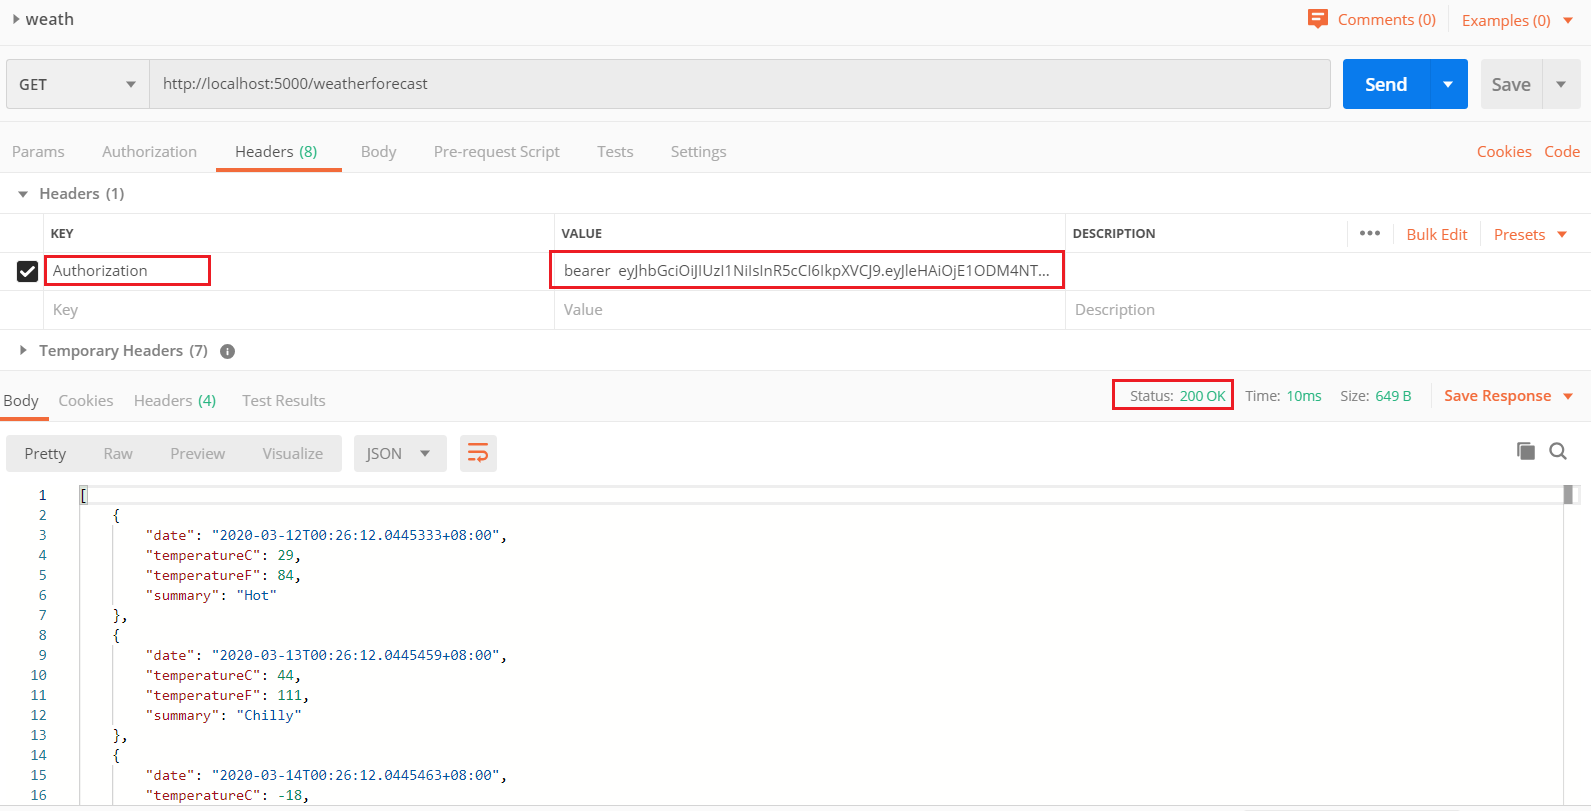 weath
Comments (0) Examples (0)
GET http://localhost:5000/weatherforecast Send Save
Params Authorization Headers (8) Body Pre-request Script Tests Settings Cookies Code
Headers (1)
KEY VALUE DESCRIPTION ••• Bulk Edit Presets
Authorization bearer eyJhbGciOiJIUzI1NiIsInR5cCI6IkpXVCJ9.eyJleHAiOjE1ODM4NT...
Key Value Description
Temporary Headers (7)
Body Cookies Headers (4) Test Results Status: 200 OK Time: 10ms Size: 649 B Save Response
Pretty Raw Preview Visualize JSON
1 [
2 {
3 "date": "2020-03-12T00:26:12.0445333+08:00",
4 "temperatureC": 29,
5 "temperatureF": 84,
6 "summary": "Hot"
7 },
8 {
9 "date": "2020-03-13T00:26:12.0445459+08:00",
10 "temperatureC": 44,
11 "temperatureF": 111,
12 "summary": "Chilly"
13 },
14 {
15 "date": "2020-03-14T00:26:12.0445463+08:00",
16 "temperatureC": -18,